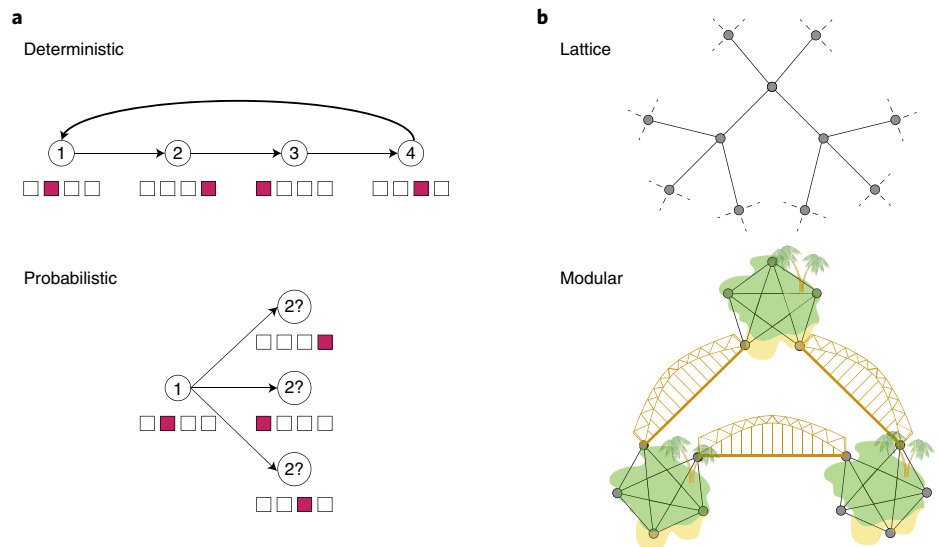 a
Deterministic
1 2 3 4
Probabilistic
2?
1 2?
2?
b
Lattice
Modular